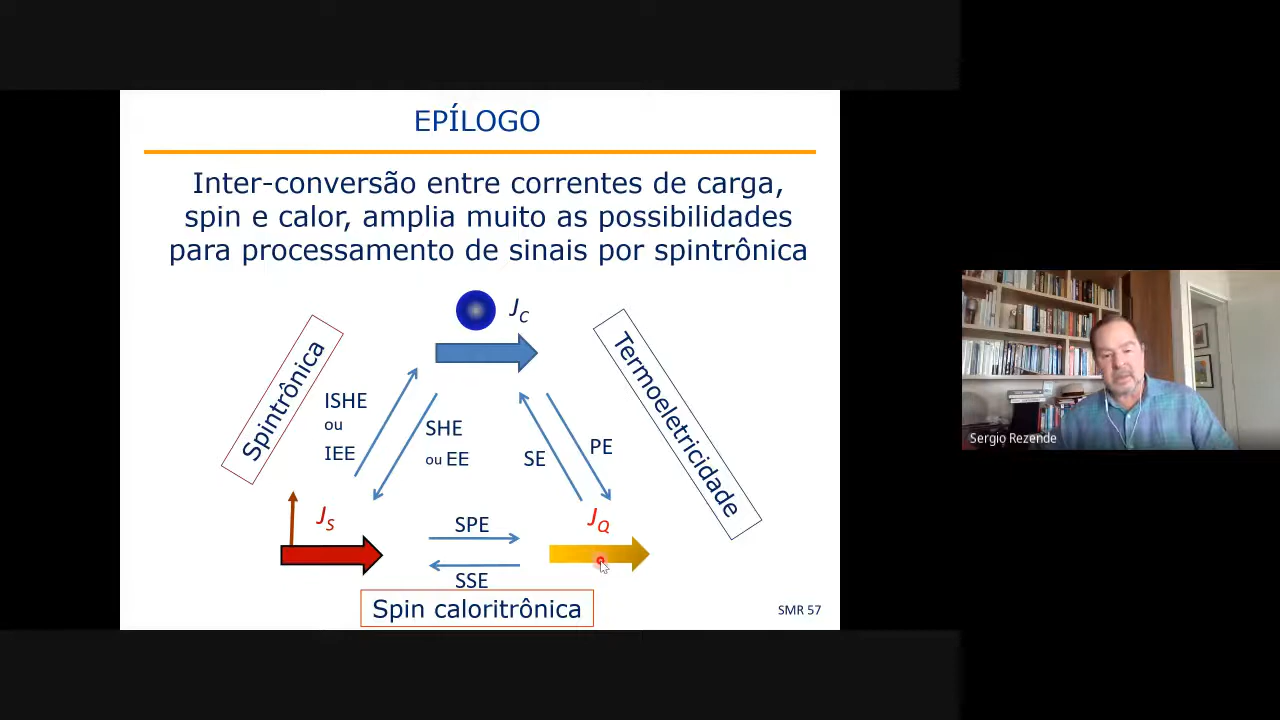 EPÍLOGO
Inter-conversão entre correntes de carga,
spin e calor, amplia muito as possibilidades
para processamento de sinais por spintrônica
J_C
Spintrônica
Termoeletricidade
ISHE
ou
IEE
SHE
ou EE
SE
PE
J_S
SPE
J_Q
SSE
Spin caloritrônica
SMR 57
Sergio Rezende